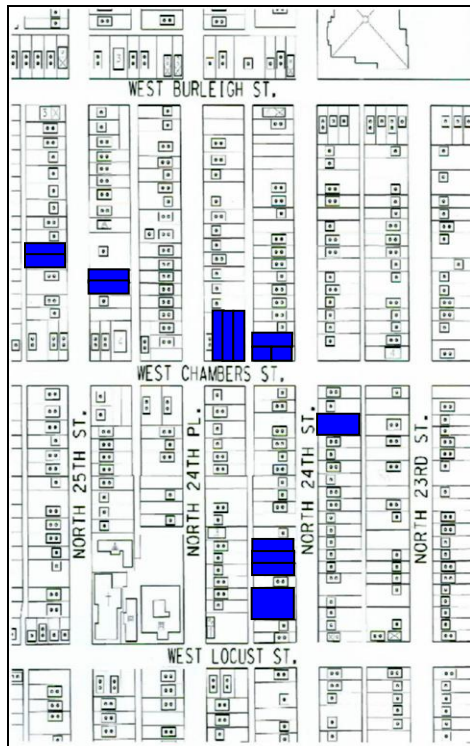 WEST BURLEIGH ST.
WEST CHAMBERS ST.
NORTH 25TH ST.
NORTH 24TH PL.
NORTH 24TH ST.
NORTH 23RD ST.
WEST LOCUST ST.